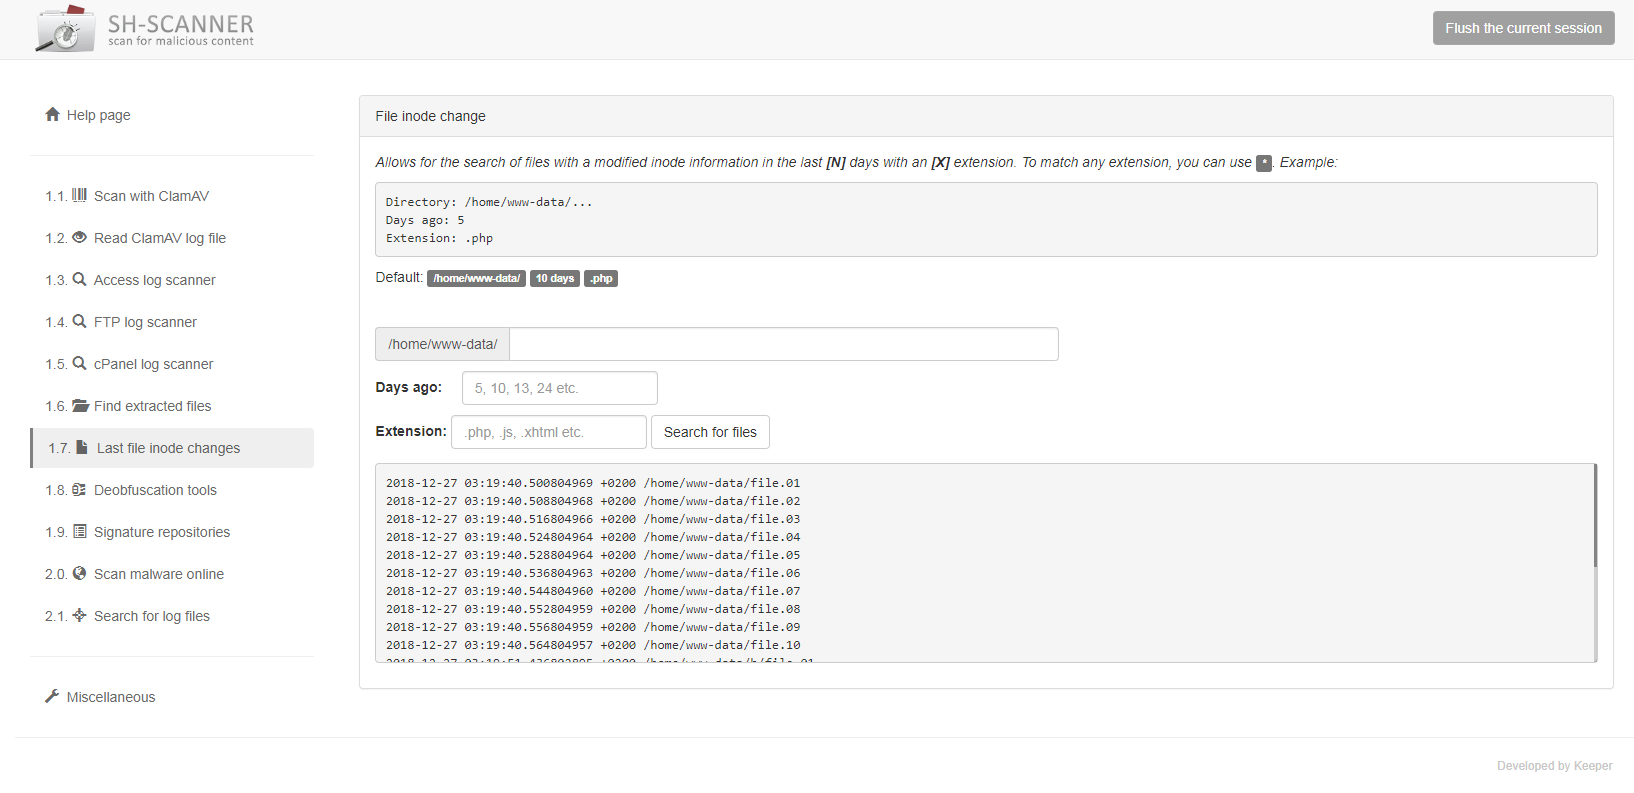 SH-SCANNER
scan for malicious content
Flush the current session
Help page
1.1. Scan with ClamAV
1.2. Read ClamAV log file
1.3. Access log scanner
1.4. FTP log scanner
1.5. cPanel log scanner
1.6. Find extracted files
1.7. Last file inode changes
1.8. Deobfuscation tools
1.9. Signature repositories
2.0. Scan malware online
2.1. Search for log files
Miscellaneous
File inode change
Allows for the search of files with a modified inode information in the last [N] days with an [X] extension. To match any extension, you can use *. Example:
Directory: /home/www-data/...
Days ago: 5
Extension: .php
Default: /home/www-data/ 10 days .php
/home/www-data/
Days ago: 5, 10, 13, 24 etc.
Extension: .php, .js, .xhtml etc. Search for files
2018-12-27 03:19:40.500804969 +0200 /home/www-data/file.01
2018-12-27 03:19:40.508804968 +0200 /home/www-data/file.02
2018-12-27 03:19:40.516804966 +0200 /home/www-data/file.03
2018-12-27 03:19:40.524804964 +0200 /home/www-data/file.04
2018-12-27 03:19:40.528804964 +0200 /home/www-data/file.05
2018-12-27 03:19:40.536804963 +0200 /home/www-data/file.06
2018-12-27 03:19:40.544804960 +0200 /home/www-data/file.07
2018-12-27 03:19:40.552804959 +0200 /home/www-data/file.08
2018-12-27 03:19:40.556804959 +0200 /home/www-data/file.09
2018-12-27 03:19:40.564804957 +0200 /home/www-data/file.10
Developed by Keeper